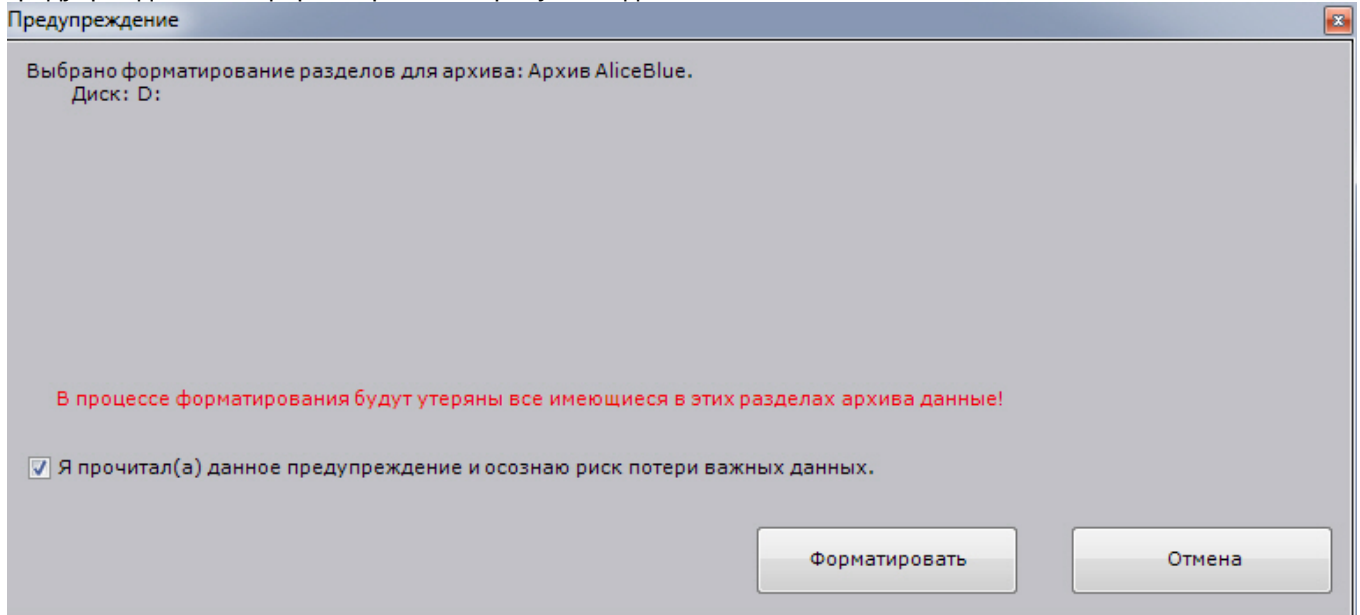 Предупреждение
Выбрано форматирование разделов для архива: Архив AliceBlue.
Диск: D:
В процессе форматирования будут утеряны все имеющиеся в этих разделах архива данные!
Я прочитал(а) данное предупреждение и осознаю риск потери важных данных.
Форматировать
Отмена